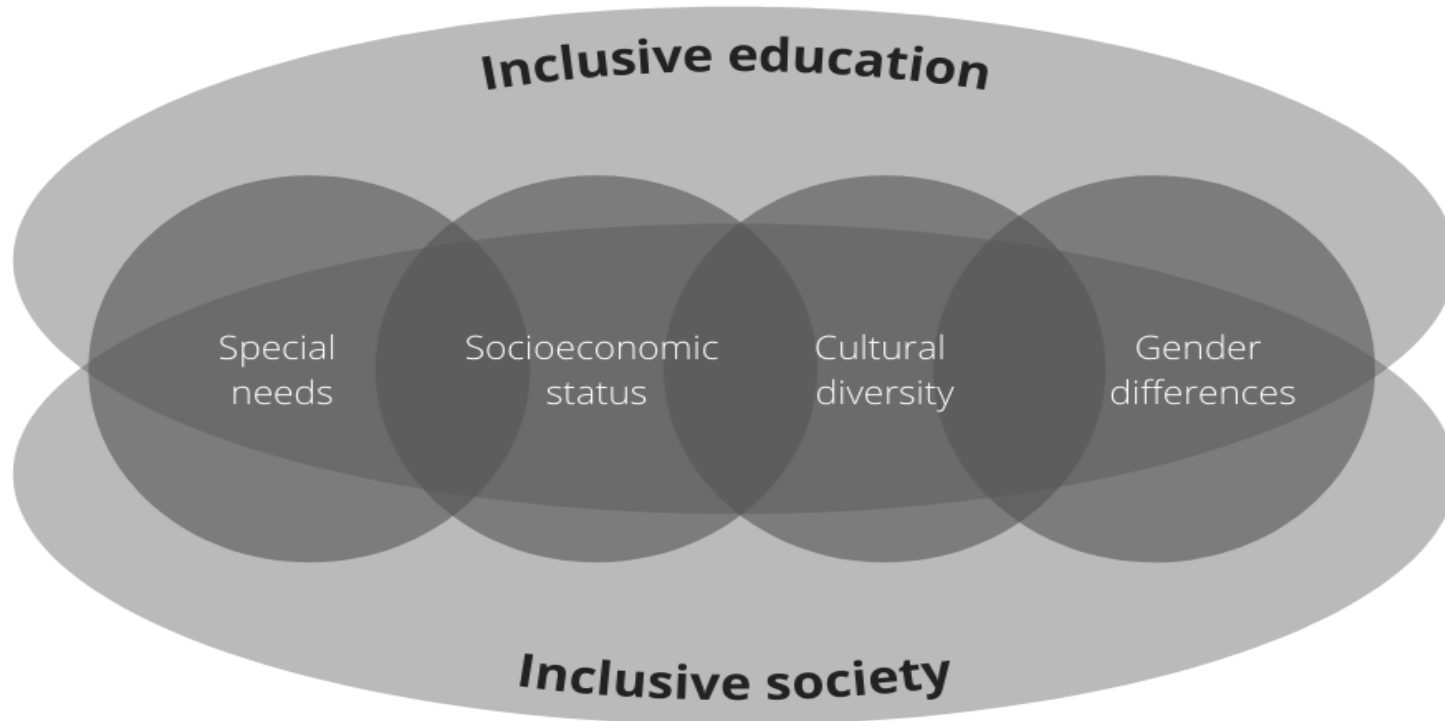 Inclusive education
Special
needs
Socioeconomic
status
Cultural
diversity
Gender
differences
Inclusive society